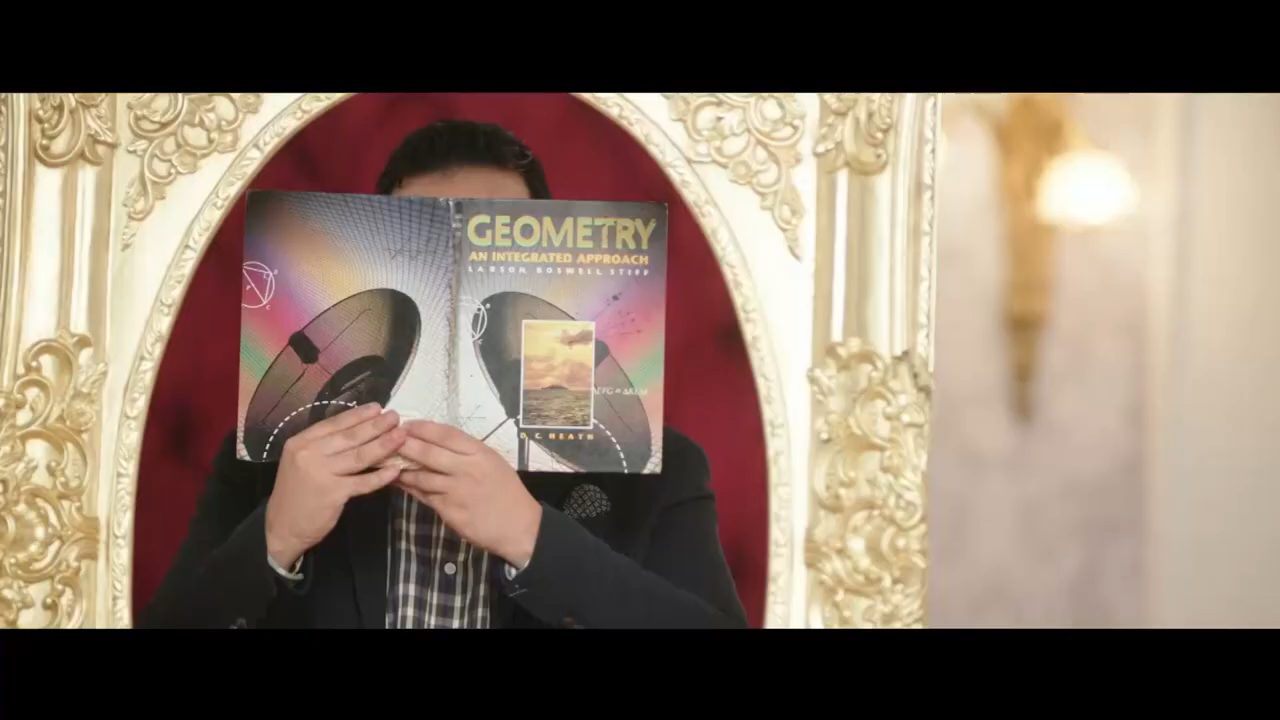 GEOMETRY
AN INTEGRATED APPROACH
LARSON, BOSWELL, STIFF
D. C. HEATH